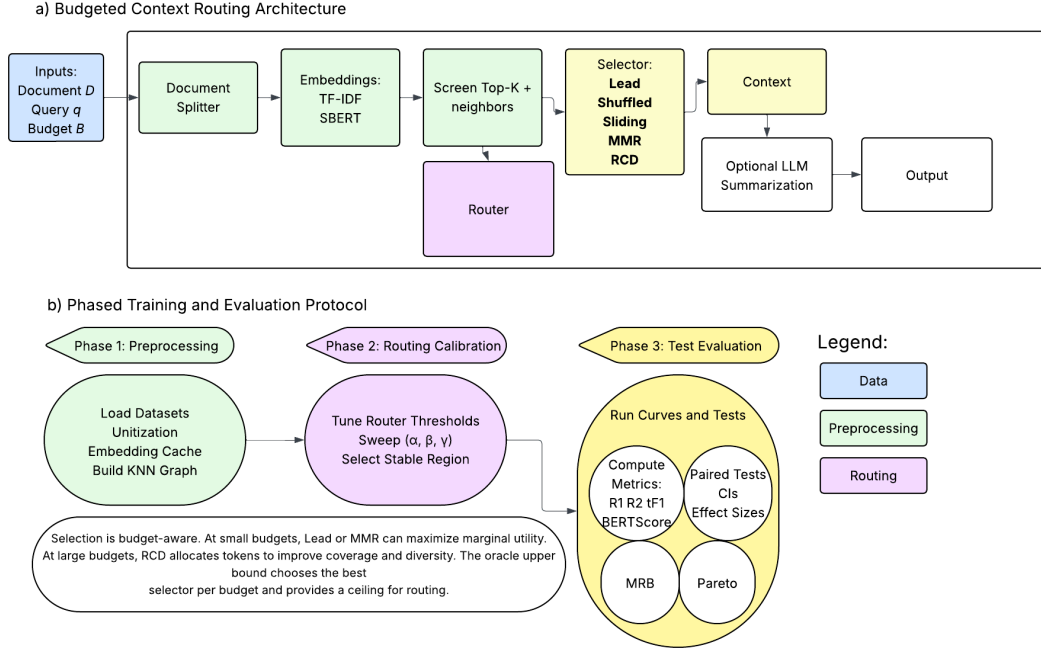 a) Budgeted Context Routing Architecture
Inputs:
Document D
Query q
Budget B
Document
Splitter
Embeddings:
TF-IDF
SBERT
Screen Top-K +
neighbors
Selector:
Lead
Shuffled
Sliding
MMR
RCD
Context
Router
Optional LLM
Summarization
Output
b) Phased Training and Evaluation Protocol
Phase 1: Preprocessing
Phase 2: Routing Calibration
Phase 3: Test Evaluation
Load Datasets
Unitization
Embedding Cache
Build KNN Graph
Tune Router Thresholds
Sweep (α, β, γ)
Select Stable Region
Run Curves and Tests
Compute
Metrics:
R1 R2 tF1
BERTScore
Paired Tests
CIs
Effect Sizes
MRB
Pareto
Selection is budget-aware. At small budgets, Lead or MMR can maximize marginal utility.
At large budgets, RCD allocates tokens to improve coverage and diversity. The oracle upper
bound chooses the best
selector per budget and provides a ceiling for routing.
Legend:
Data
Preprocessing
Routing